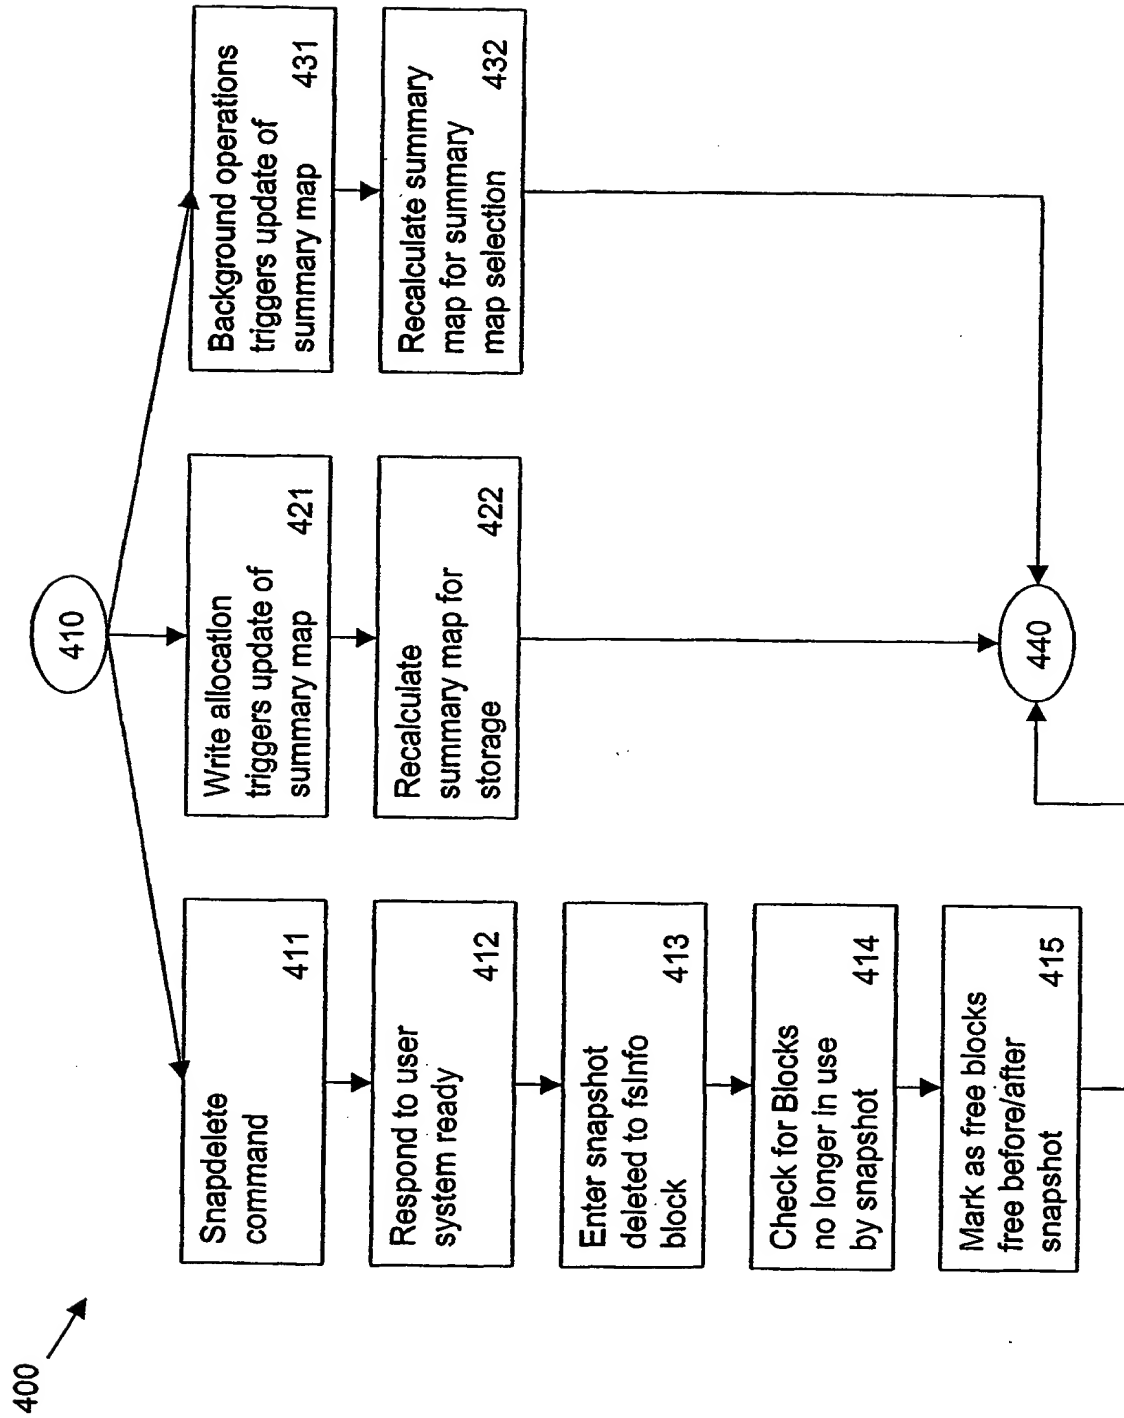 400
410
Snapdelete
command
411
Respond to user
system ready
412
Enter snapshot
deleted to fsInfo
block
413
Check for Blocks
no longer in use
by snapshot
414
Mark as free blocks
free before/after
snapshot
415
Write allocation
triggers update of
summary map
421
Recalculate
summary map for
storage
422
Background operations
triggers update of
summary map
431
Recalculate summary
map for summary
map selection
432
440